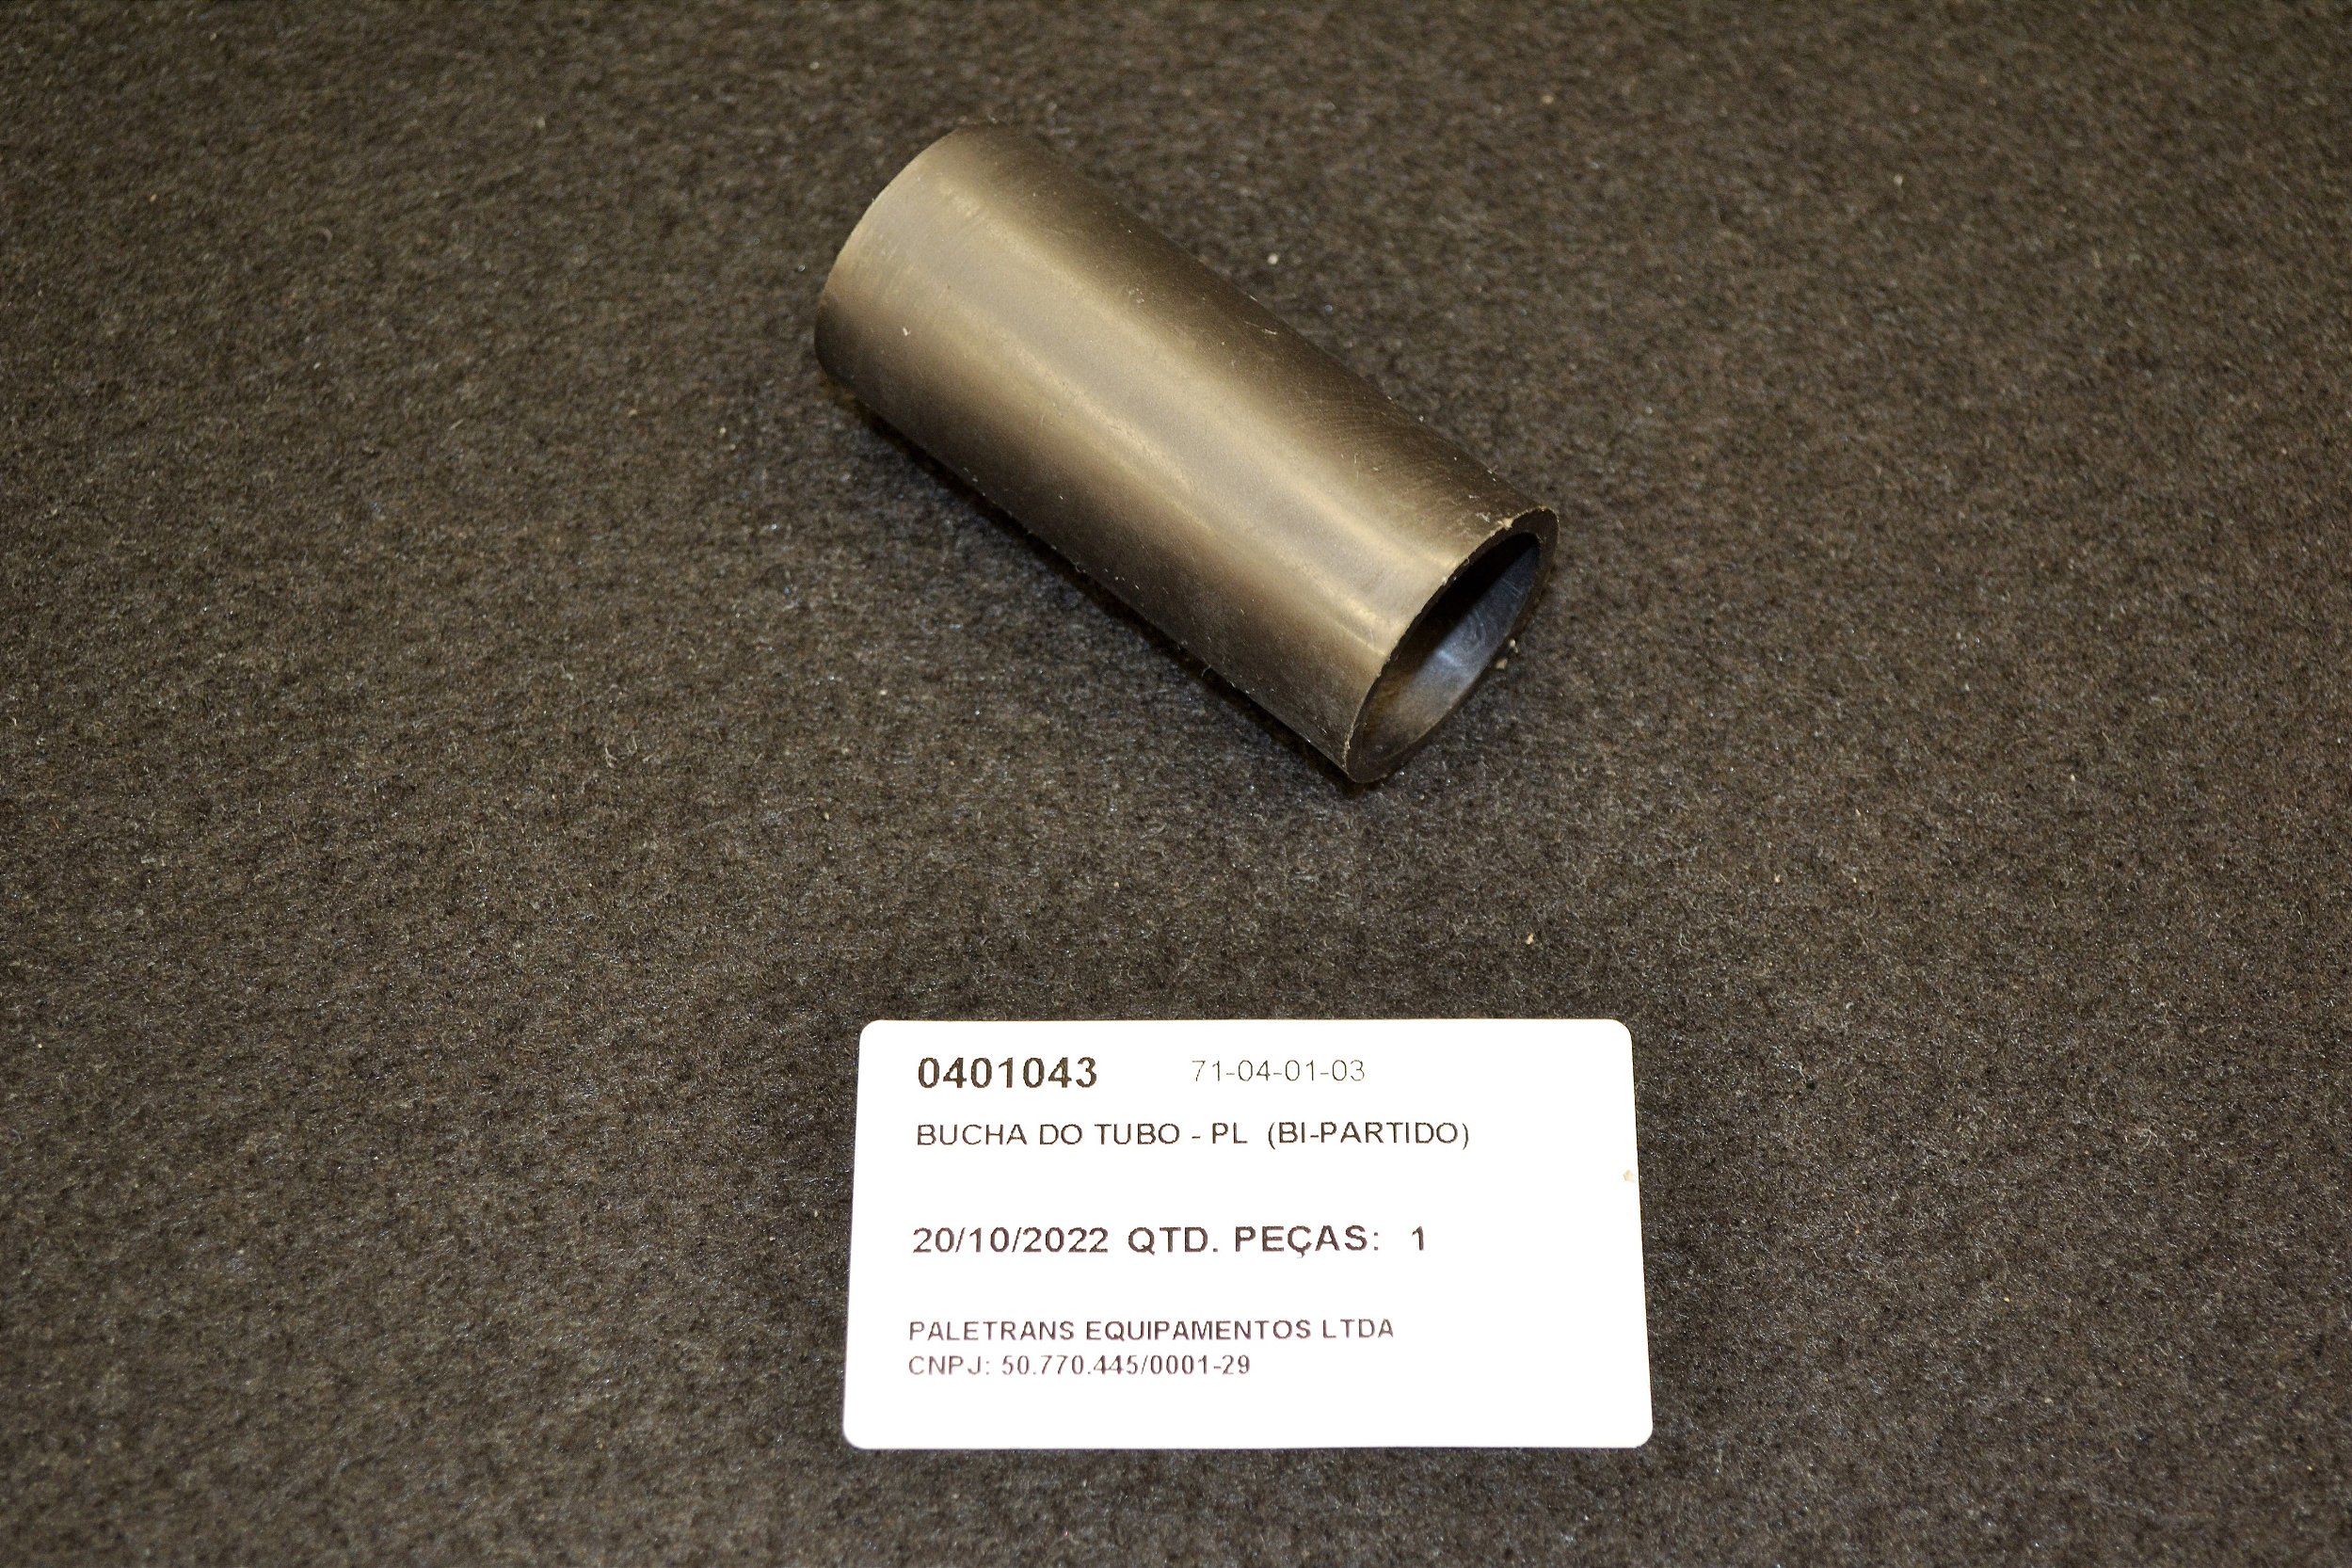 0401043 71-04-01-03
BUCHA DO TUBO - PL (BI-PARTIDO)
20/10/2022 QTD. PEÇAS: 1
PALETRANS EQUIPAMENTOS LTDA
CNPJ: 50.770.445/0001-29